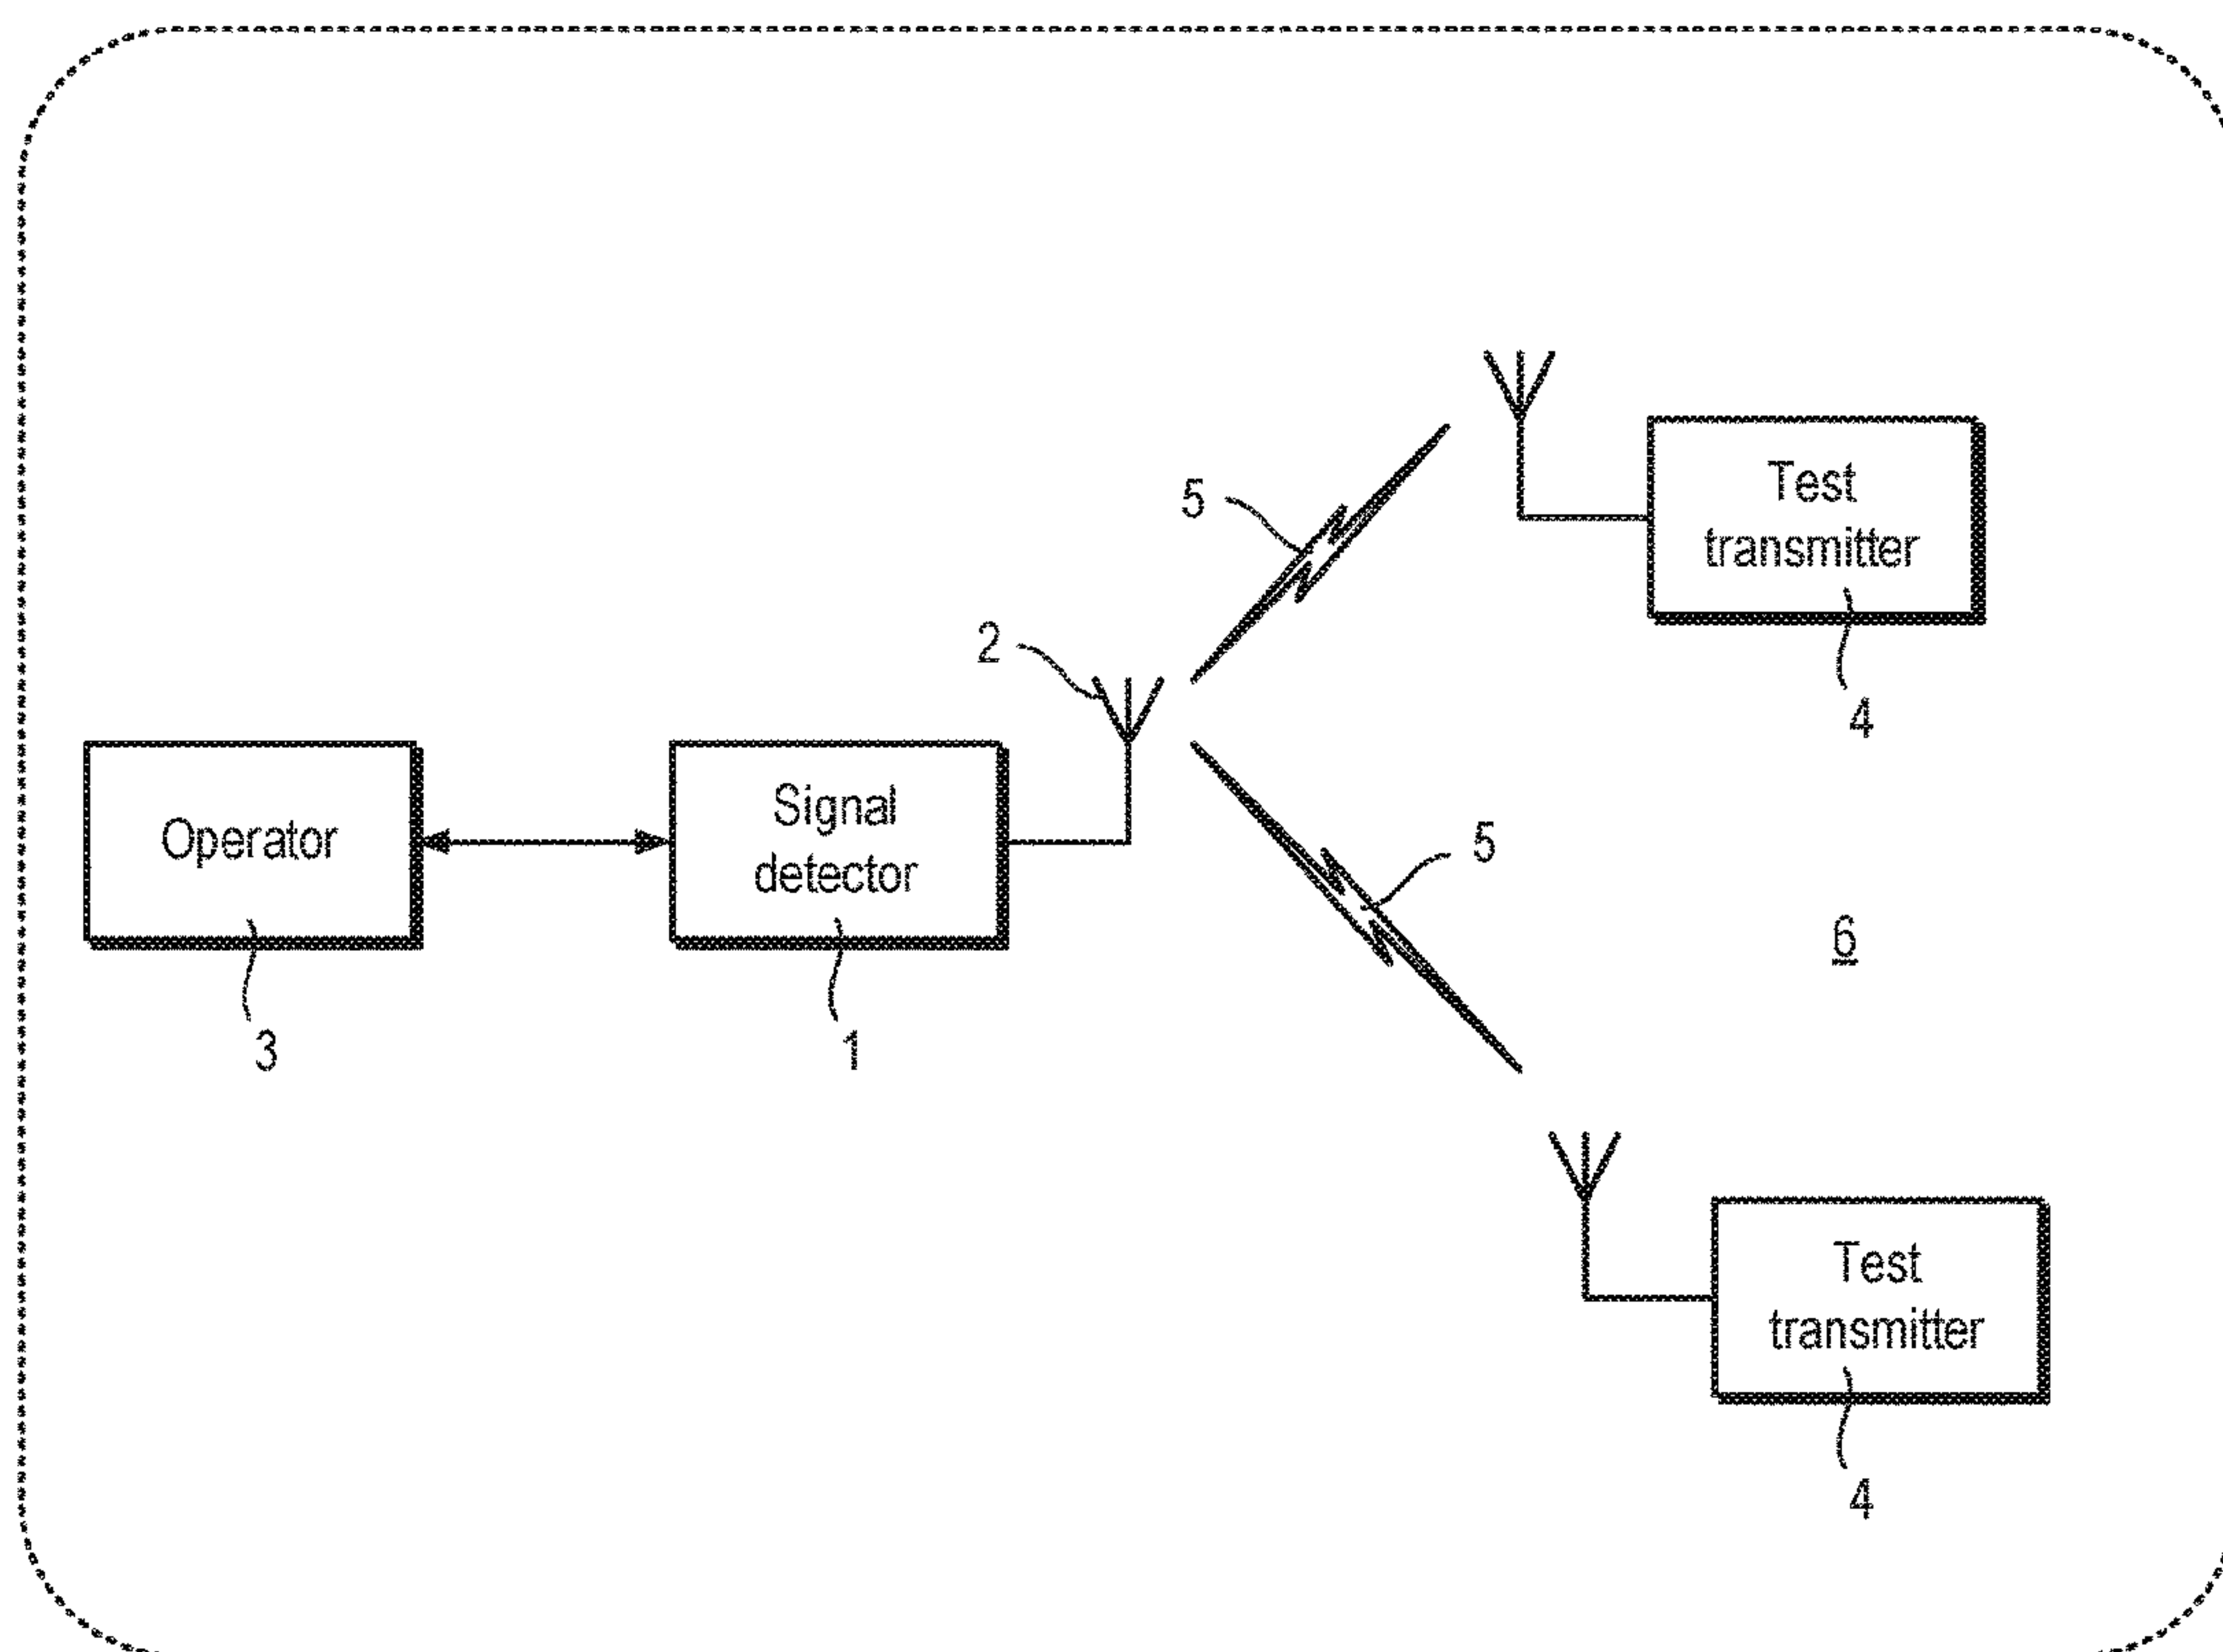 Test
transmitter
5
4
2
Operator
Signal
detector
5
6
3
1
Test
transmitter
4